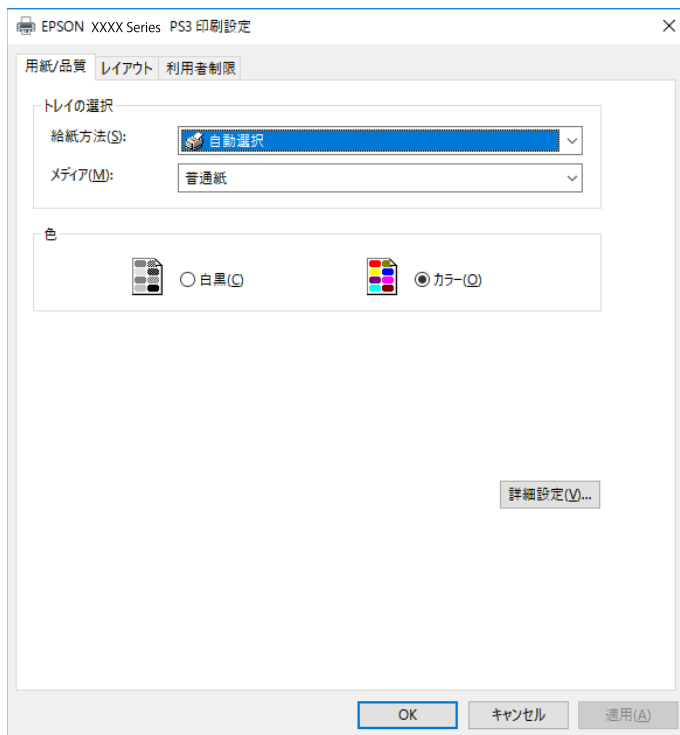 EPSON XXXX Series PS3 印刷設定
用紙/品質 レイアウト 利用者制限
トレイの選択
給紙方法(S): 自動選択
メディア(M): 普通紙
色
白黒(C) カラー(O)
詳細設定(V)...
OK キャンセル 適用(A)